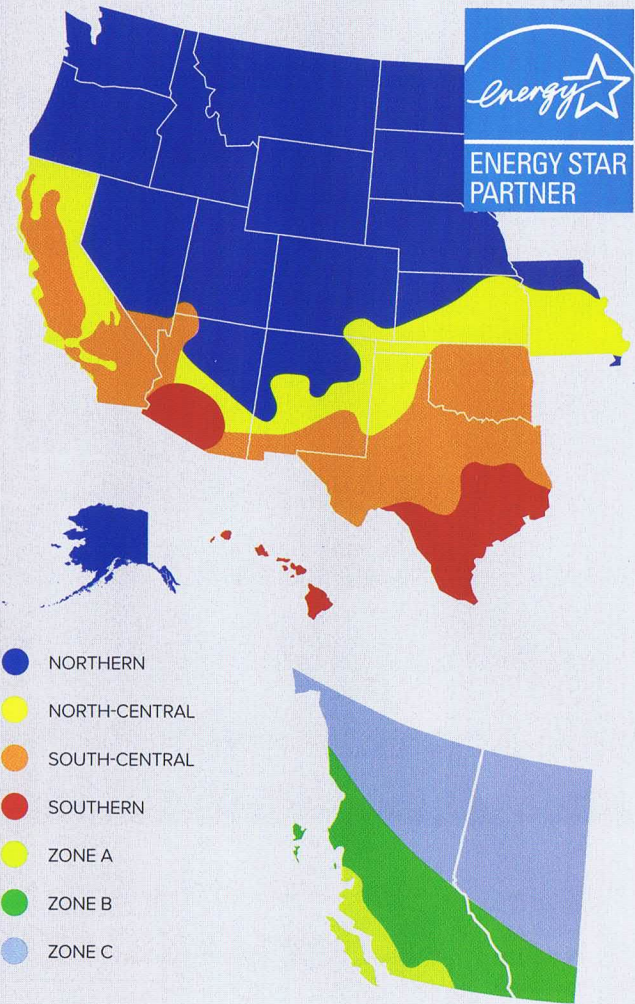 energy
ENERGY STAR
PARTNER
NORTHERN
NORTH-CENTRAL
SOUTH-CENTRAL
SOUTHERN
ZONE A
ZONE B
ZONE C